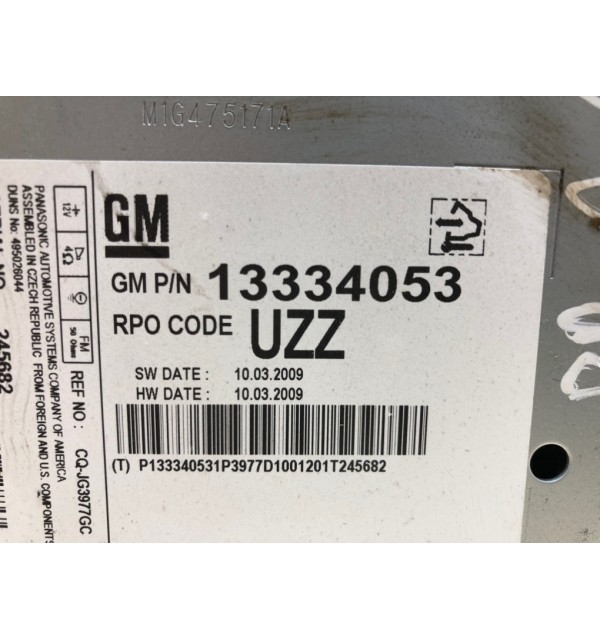 M1G475171A
GM
GM P/N 13334053
RPO CODE UZZ
SW DATE : 10.03.2009
HW DATE : 10.03.2009
(T) P133340531P3977D1001201T245682
12V
4Ω
FM
50 Ohms
REF NO : CQ-JG3977GC
PANASONIC AUTOMOTIVE SYSTEMS COMPANY OF AMERICA
ASSEMBLED IN CZECH REPUBLIC FROM FOREIGN AND U.S. COMPONENTS
DUNS No: 495026044
245682